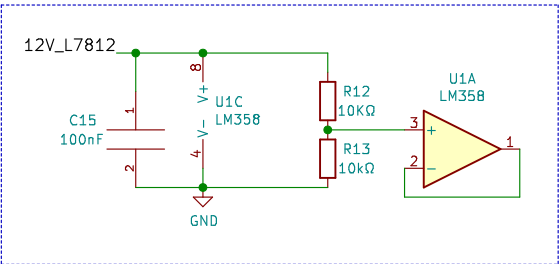 12V_L7812
8
V+
U1C
LM358
V-
4
1
C15
100nF
2
R12
10KΩ
R13
10kΩ
GND
U1A
LM358
3
+
2
-
1